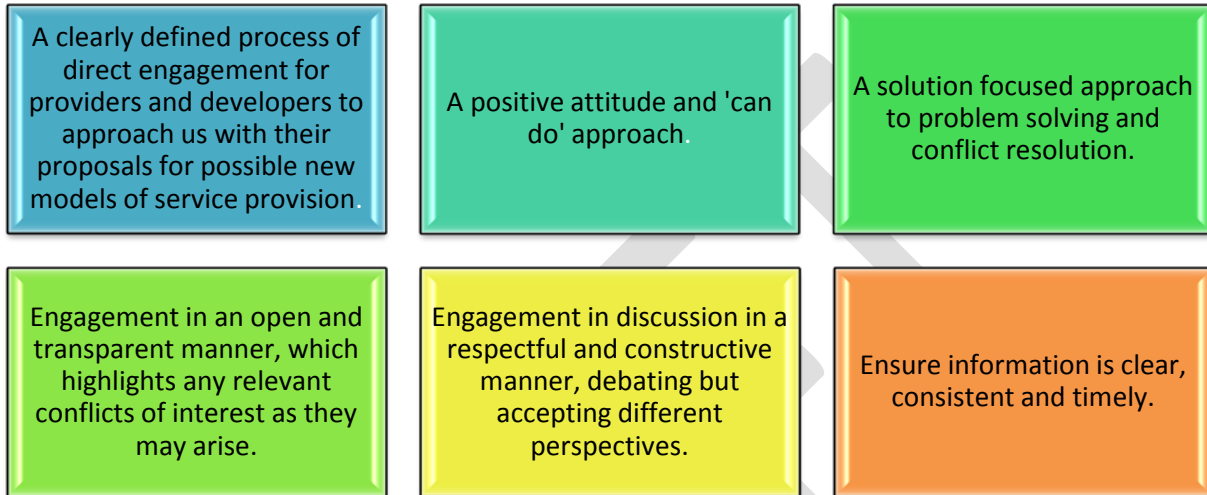 A clearly defined process of
direct engagement for
providers and developers to
approach us with their
proposals for possible new
models of service provision.
A positive attitude and 'can
do' approach.
A solution focused approach
to problem solving and
conflict resolution.
Engagement in an open and
transparent manner, which
highlights any relevant
conflicts of interest as they
may arise.
Engagement in discussion in a
respectful and constructive
manner, debating but
accepting different
perspectives.
Ensure information is clear,
consistent and timely.